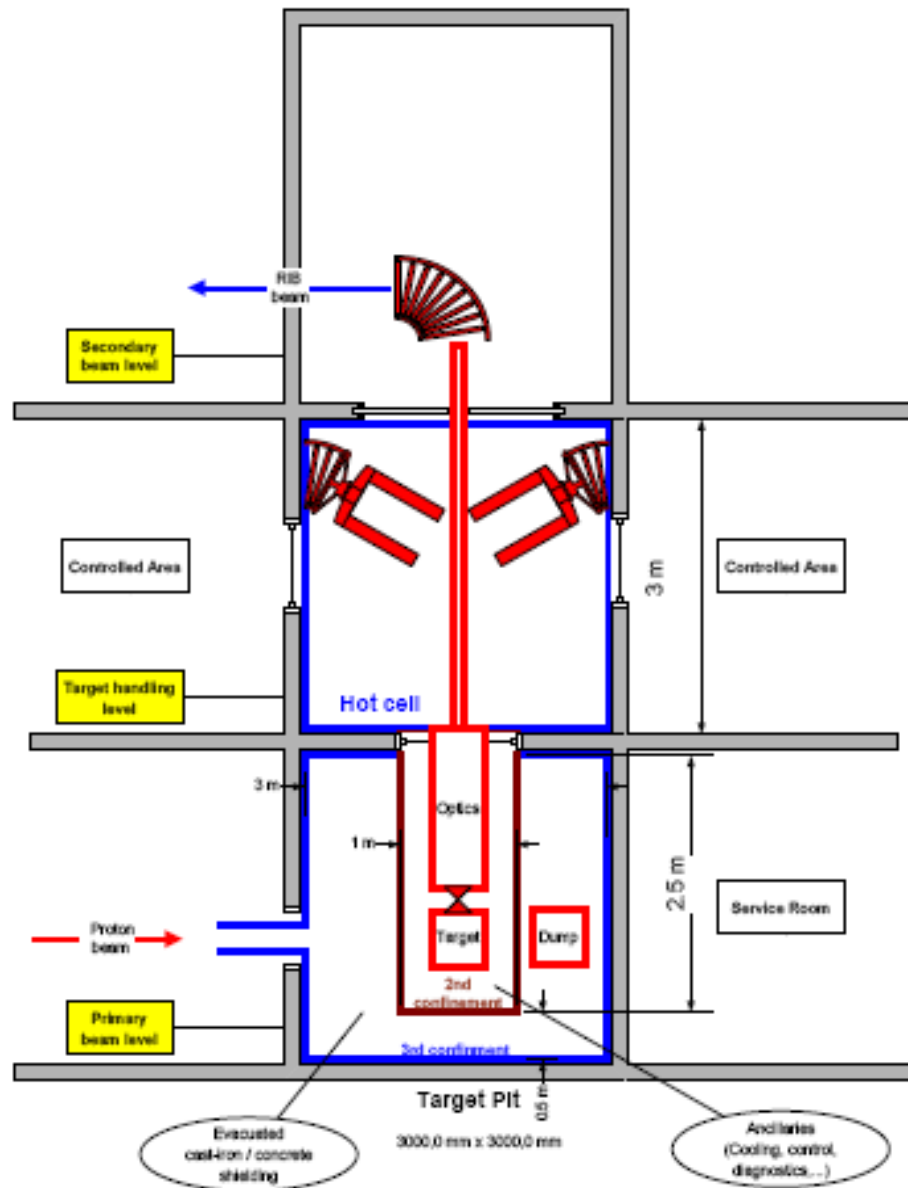 RIB
beam
Secondary
beam level
Controlled Area
Controlled Area
3 m
Target handling
level
Hot cell
3 m
Optics
1 m
2.5 m
Service Room
Proton
beam
Target
Dump
2nd
confinement
Primary
beam level
3rd confinment
0.5 m
Target Pit
3000,0 mm x 3000,0 mm
Evacuated
cast-iron / concrete
shielding
Ancillaries
(Cooling, control,
diagnostics,...)